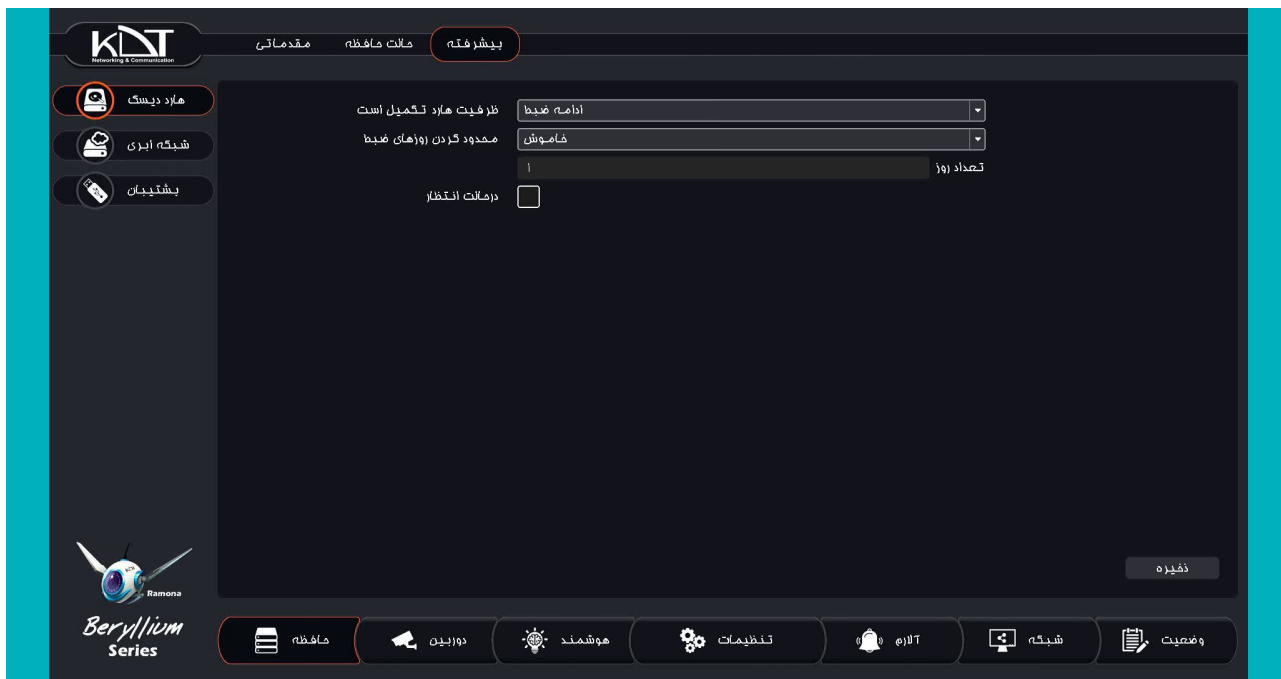 KDT
Networking & Communication
مقدماتی
حالت حافظه
پیشرفته
هارد دیسک
شبکه ابری
پشتیبان
ظرفیت هارد تکمیل است
ادامه ضبط
محدود کردن روزهای ضبط
خاموش
۱
تعداد روز
درحالت انتظار
ذخیره
Ramona
Beryllium
Series
حافظه
دوربین
هوشمند
تنظیمات
آلارم
شبکه
وضعیت